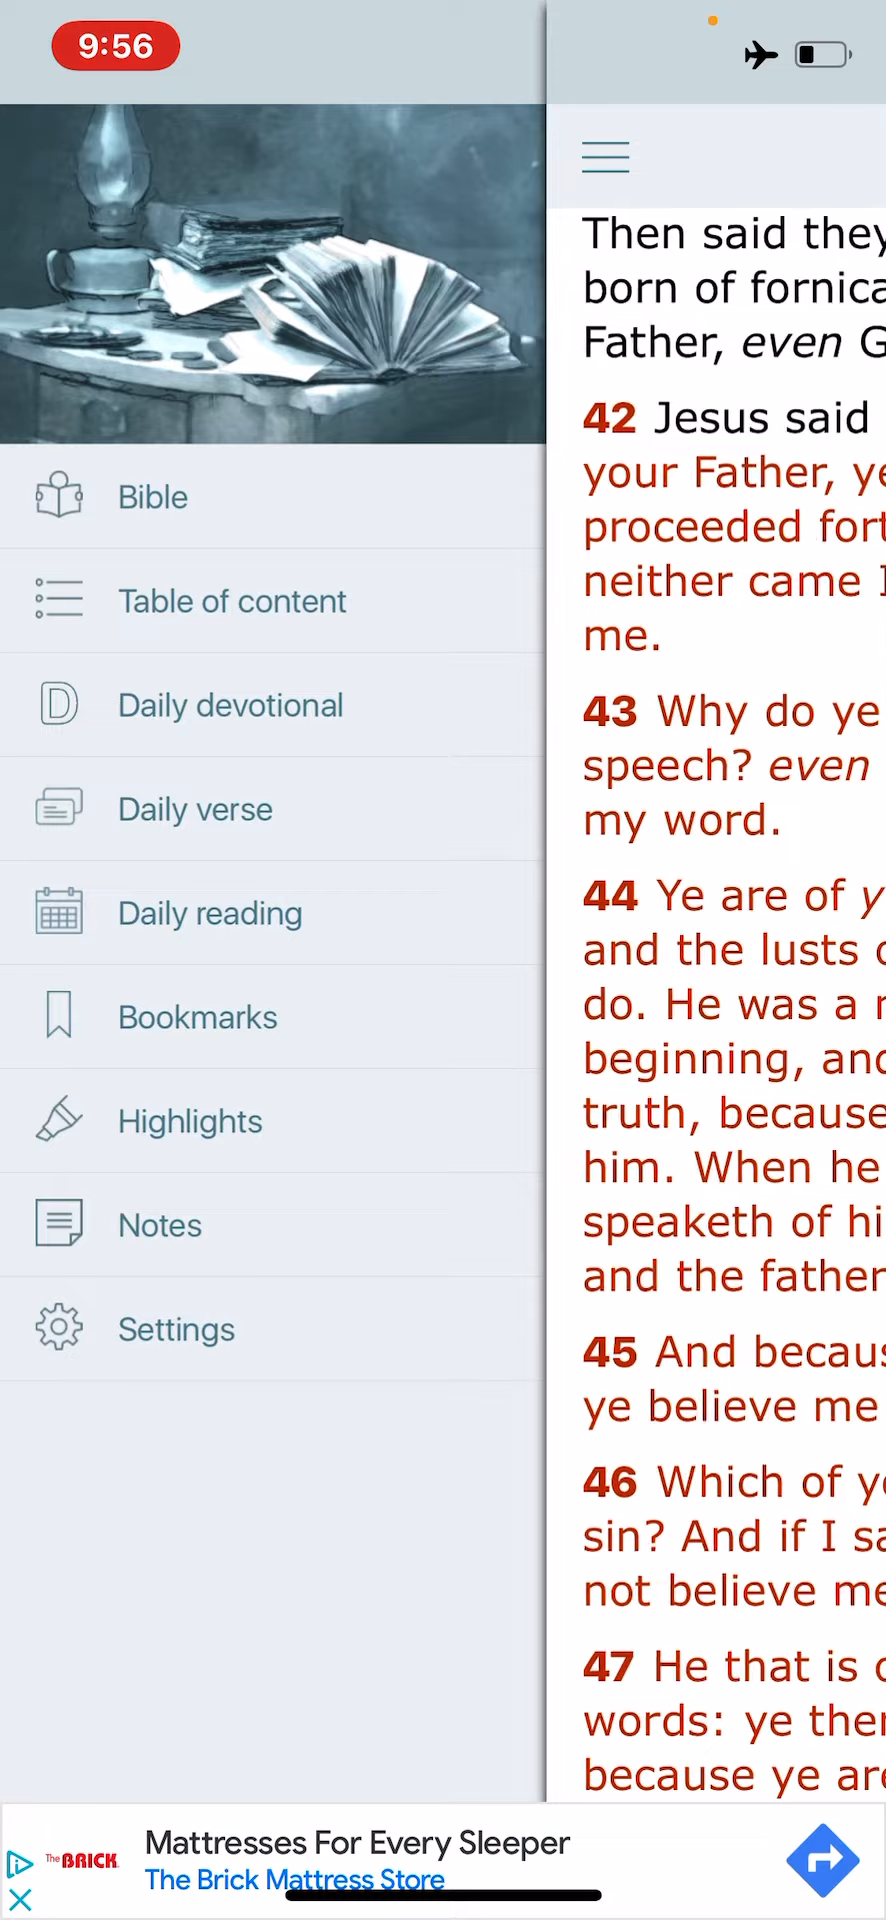 9:56
Bible
Table of content
Daily devotional
Daily verse
Daily reading
Bookmarks
Highlights
Notes
Settings
Then said they
born of fornica
Father, even G
42 Jesus said
your Father, ye
proceeded fort
neither came I
me.
43 Why do ye
speech? even
my word.
44 Ye are of y
and the lusts o
do. He was a
beginning, and
truth, because
him. When he
speaketh of hi
and the father
45 And becaus
ye believe me
46 Which of yo
sin? And if I sa
not believe me
47 He that is o
words: ye ther
because ye are
The BRICK
Mattresses For Every Sleeper
The Brick Mattress Store